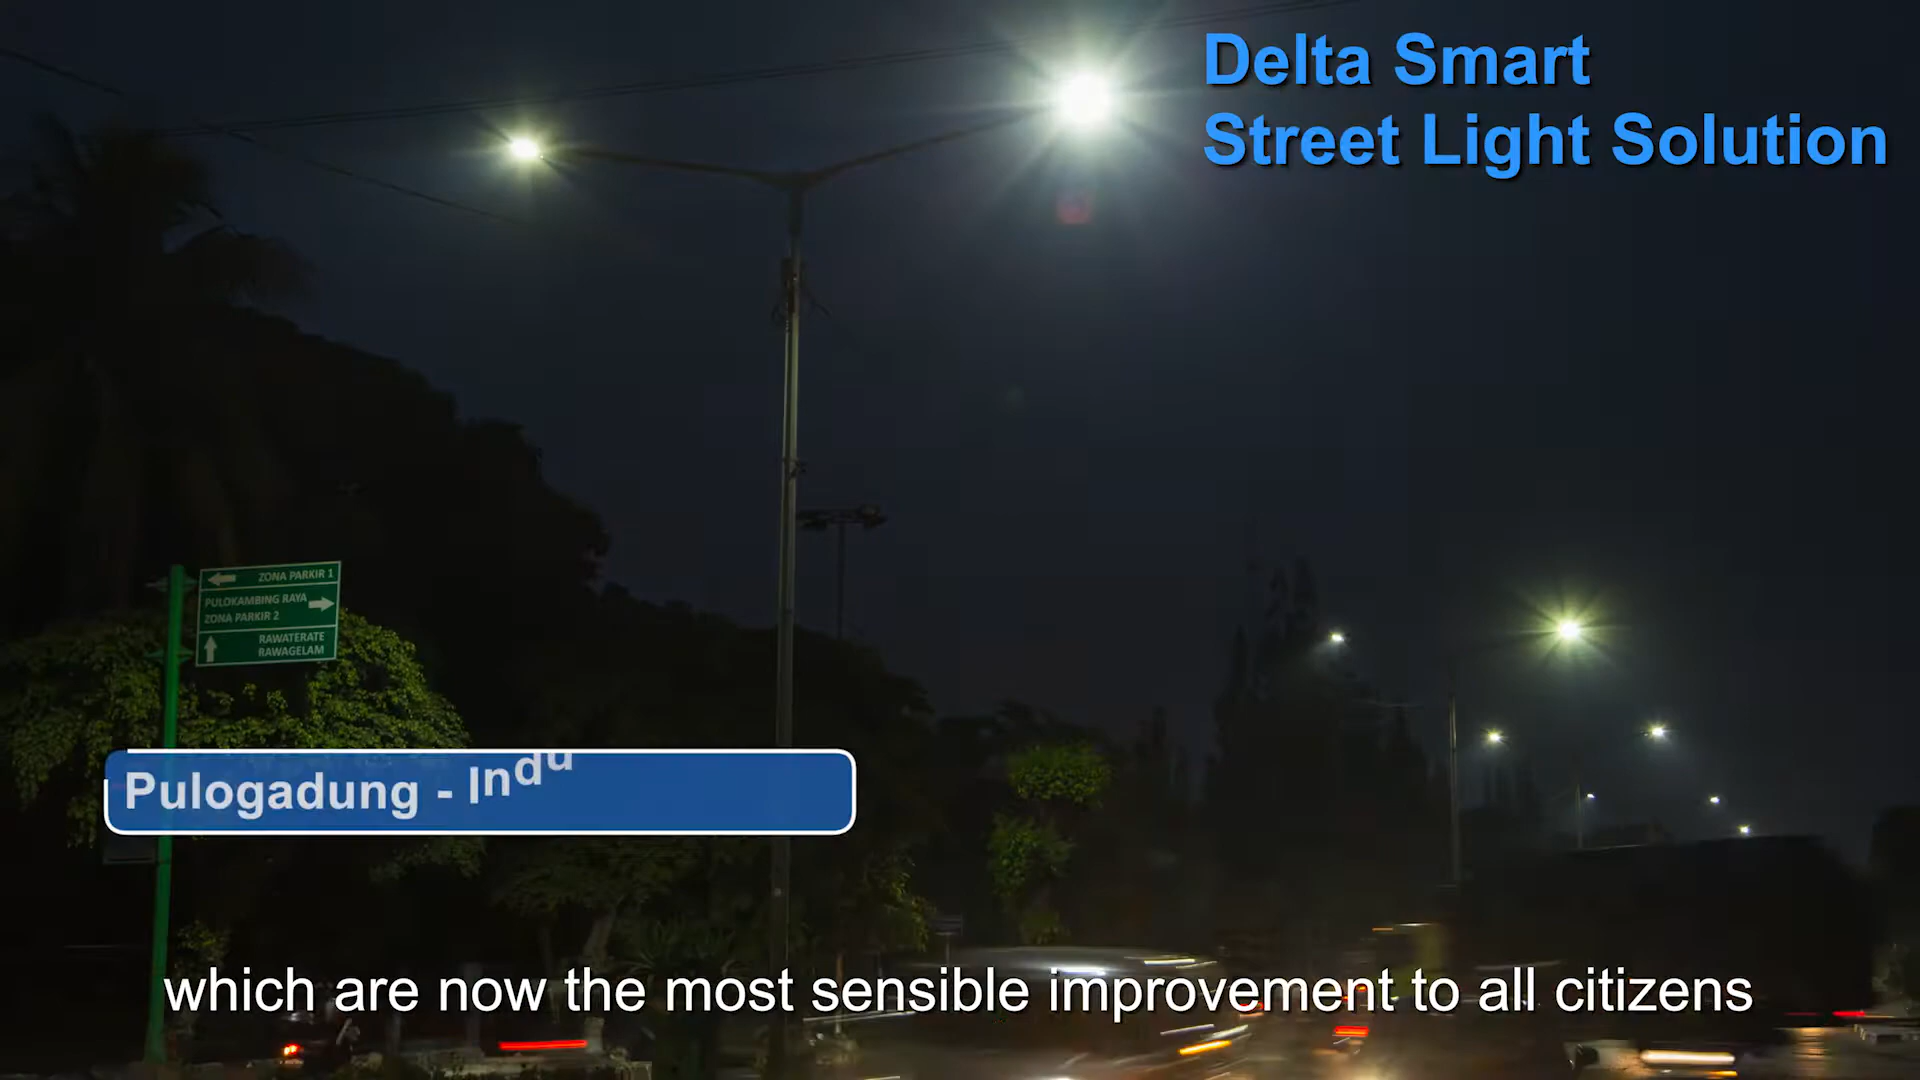 Delta Smart
Street Light Solution
ZONA PARKIR 1
PULOKAMBING RAYA
ZONA PARKIR 2
RAWATERATE
RAWAGELAM
Pulogadung - Indu
which are now the most sensible improvement to all citizens